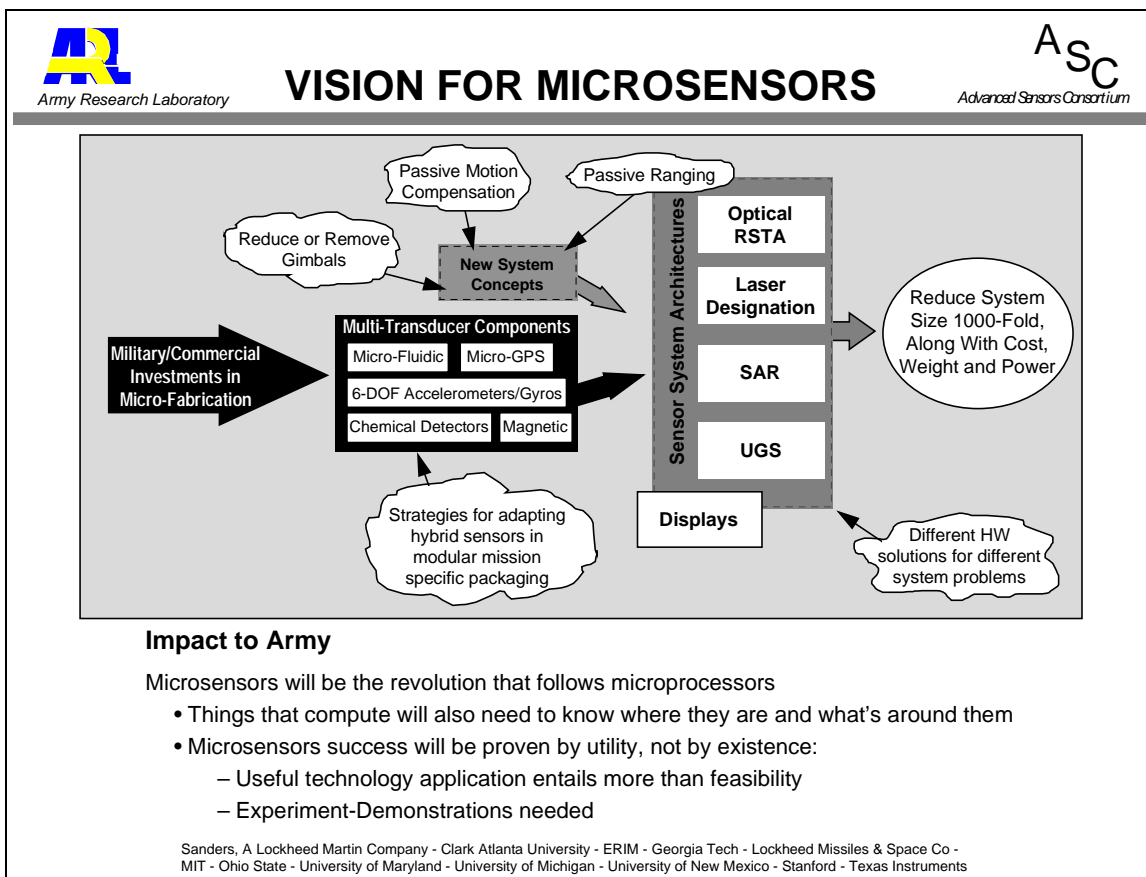 ARL
Army Research Laboratory
VISION FOR MICROSENSORS
ASC
Advanced Sensors Consortium
Passive Motion
Compensation
Passive Ranging
Reduce or Remove
Gimbals
New System
Concepts
Military/Commercial
Investments in
Micro-Fabrication
Multi-Transducer Components
Micro-Fluidic
Micro-GPS
6-DOF Accelerometers/Gyros
Chemical Detectors
Magnetic
Strategies for adapting
hybrid sensors in
modular mission
specific packaging
Sensor System Architectures
Optical
RSTA
Laser
Designation
SAR
UGS
Displays
Reduce System
Size 1000-Fold,
Along With Cost,
Weight and Power
Different HW
solutions for different
system problems
Impact to Army
Microsensors will be the revolution that follows microprocessors
• Things that compute will also need to know where they are and what's around them
• Microsensors success will be proven by utility, not by existence:
– Useful technology application entails more than feasibility
– Experiment-Demonstrations needed
Sanders, A Lockheed Martin Company - Clark Atlanta University - ERIM - Georgia Tech - Lockheed Missiles & Space Co -
MIT - Ohio State - University of Maryland - University of Michigan - University of New Mexico - Stanford - Texas Instruments